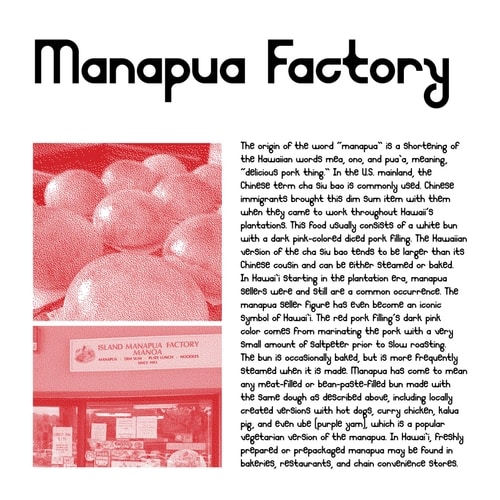 Manapua Factory
The origin of the word "manapua" is a shortening of
the Hawaiian words mea, ono, and pua'a, meaning,
"delicious pork thing." In the U.S. mainland, the
Chinese term cha siu bao is commonly used. Chinese
immigrants brought this dim sum item with them
when they came to work throughout Hawaii's
plantations. This food usually consists of a white bun
with a dark pink-colored diced pork filling. The Hawaiian
version of the cha siu bao tends to be larger than its
Chinese cousin and can be either steamed or baked.
In Hawai'i starting in the plantation era, manapua
sellers were and still are a common occurrence. The
manapua seller figure has even become an iconic
symbol of Hawai'i. The red pork filling's dark pink
color comes from marinating the pork with a very
small amount of saltpeter prior to slow roasting.
The bun is occasionally baked, but is more frequently
steamed when it is made. Manapua has come to mean
any meat-filled or bean-paste-filled bun made with
the same dough as described above, including locally
created versions with hot dogs, curry chicken, kalua
pig, and even ube (purple yam), which is a popular
vegetarian version of the manapua. In Hawai'i, freshly
prepared or prepackaged manapua may be found in
bakeries, restaurants, and chain convenience stores.
ISLAND MANAPUA FACTORY
MANOA
MANAPUA · DIM SUM · PLATE LUNCH · NOODLES